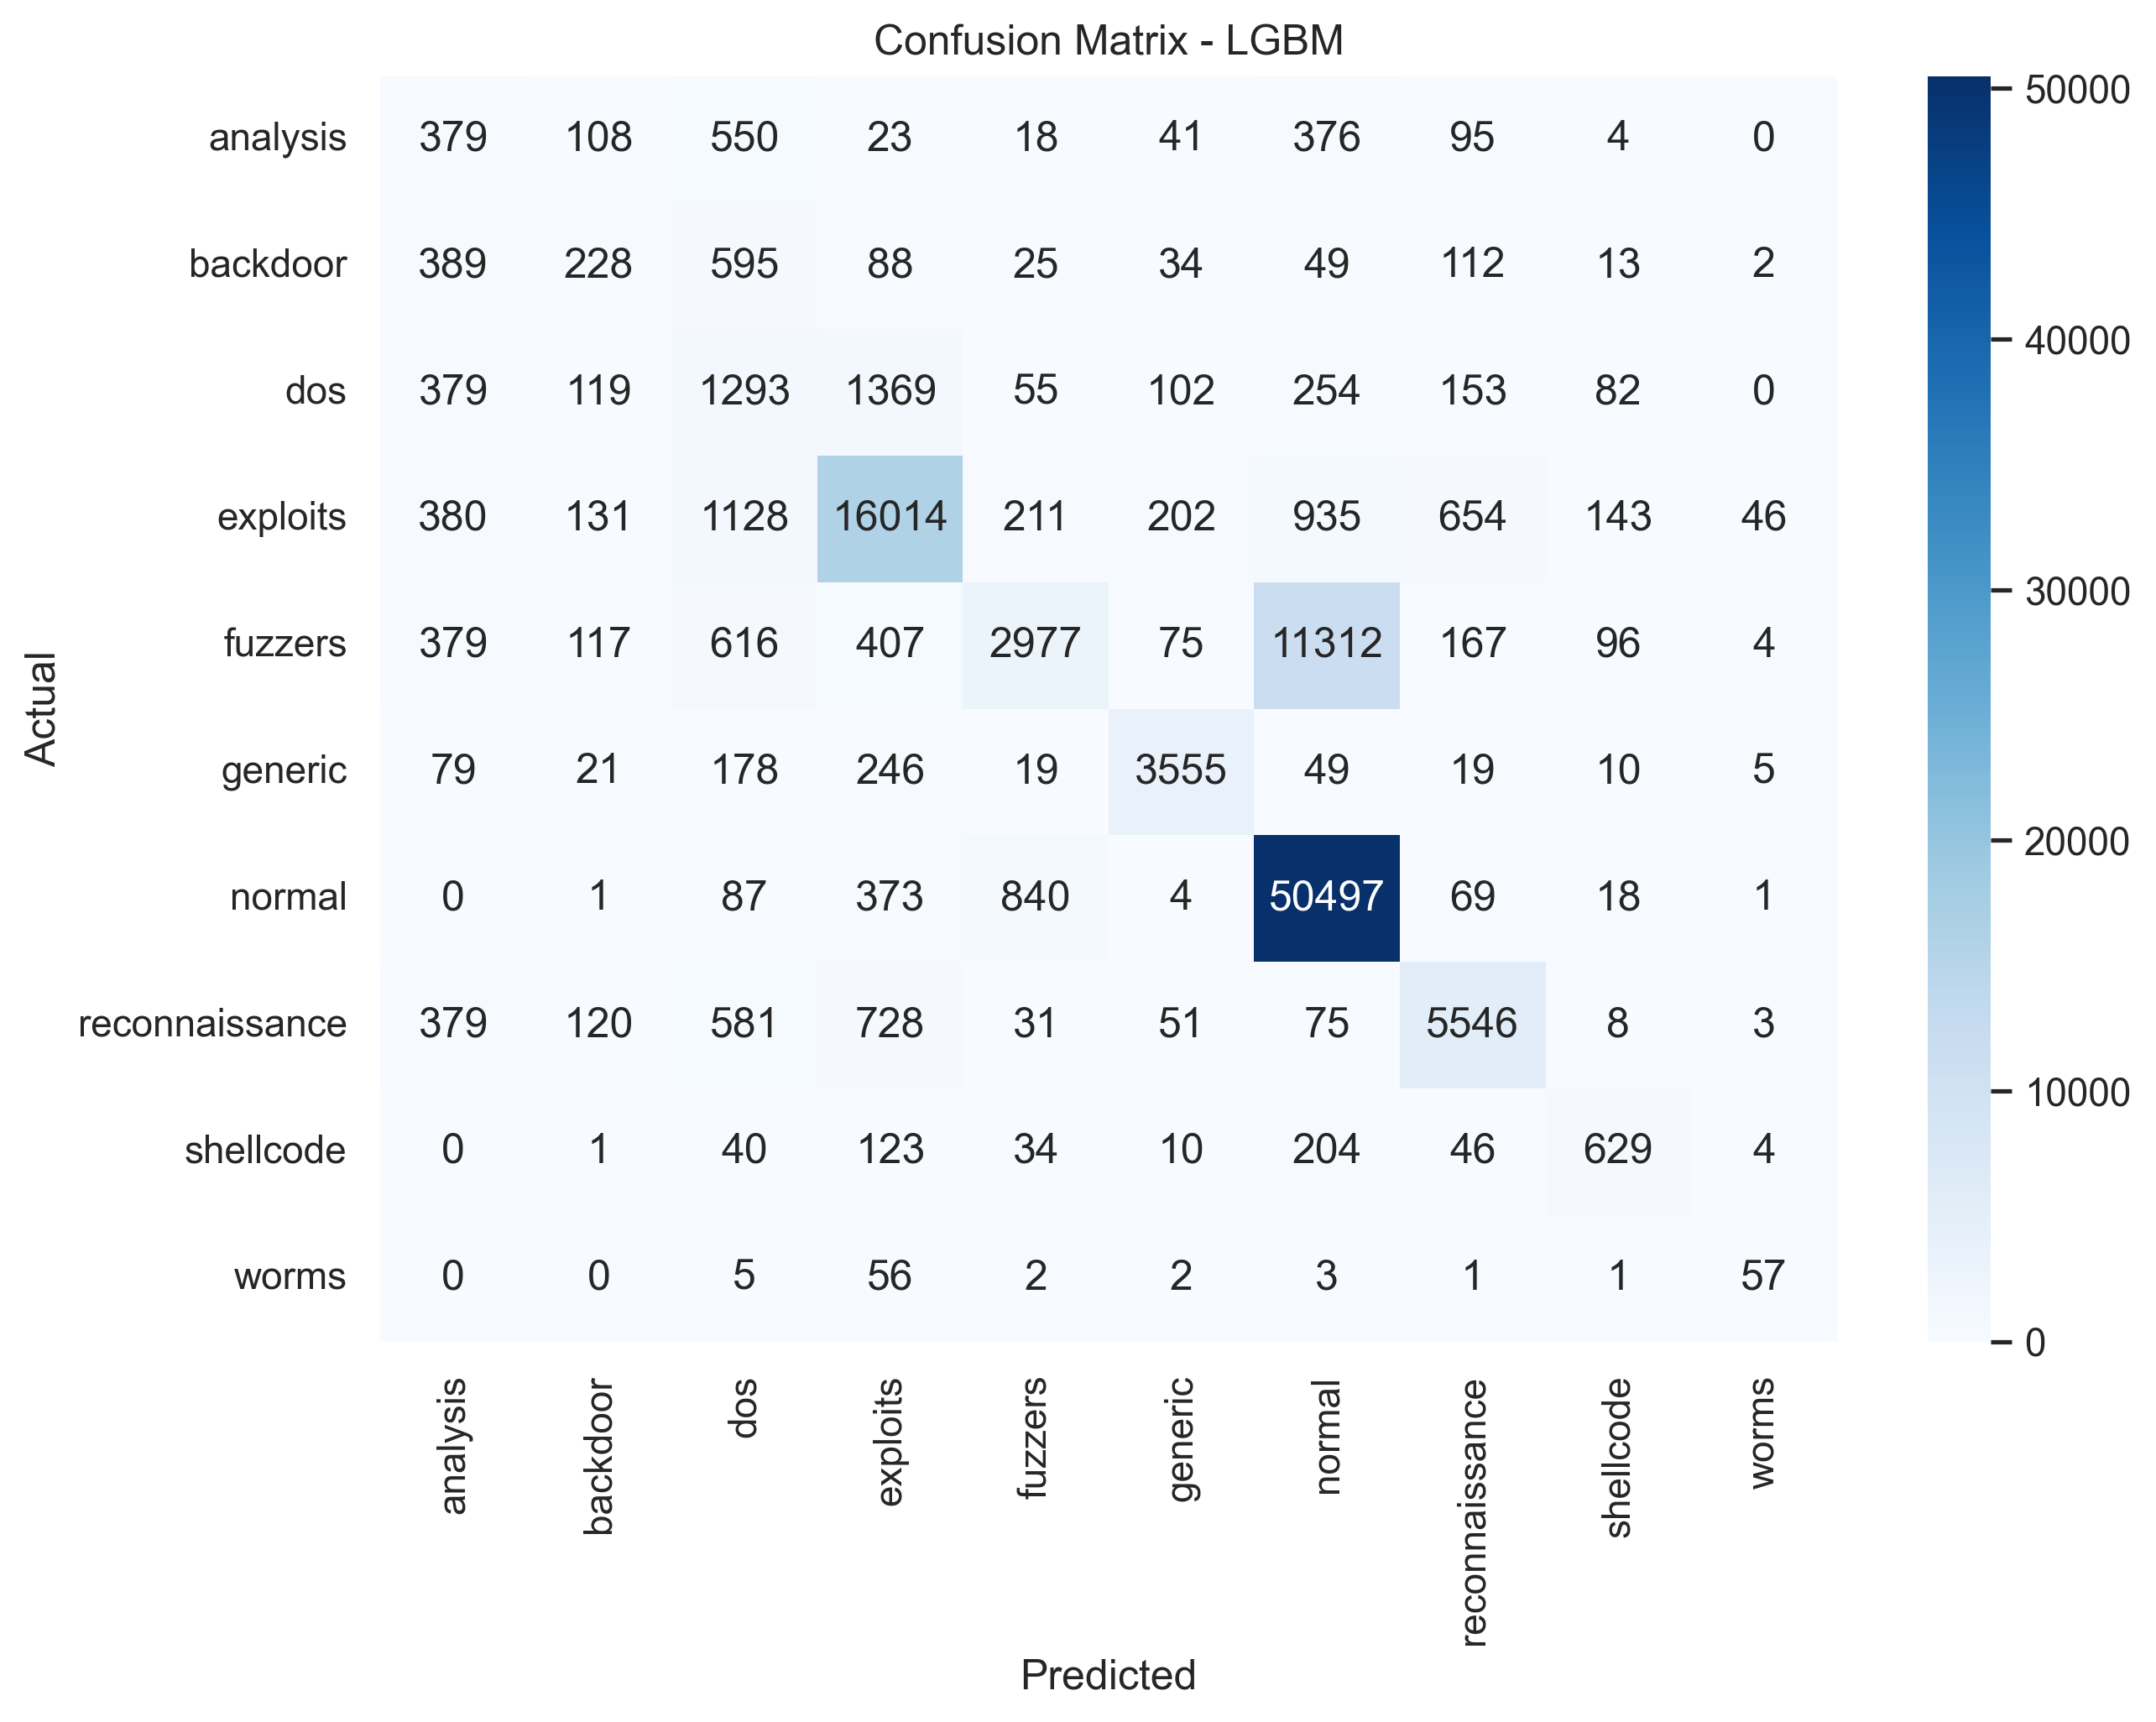 Confusion Matrix - LGBM
analysis 379 108 550 23 18 41 376 95 4 0
backdoor 389 228 595 88 25 34 49 112 13 2
dos 379 119 1293 1369 55 102 254 153 82 0
exploits 380 131 1128 16014 211 202 935 654 143 46
fuzzers 379 117 616 407 2977 75 11312 167 96 4
generic 79 21 178 246 19 3555 49 19 10 5
normal 0 1 87 373 840 4 50497 69 18 1
reconnaissance 379 120 581 728 31 51 75 5546 8 3
shellcode 0 1 40 123 34 10 204 46 629 4
worms 0 0 5 56 2 2 3 1 1 57
Actual
analysis backdoor dos exploits fuzzers generic normal reconnaissance shellcode worms
Predicted
50000
40000
30000
20000
10000
0